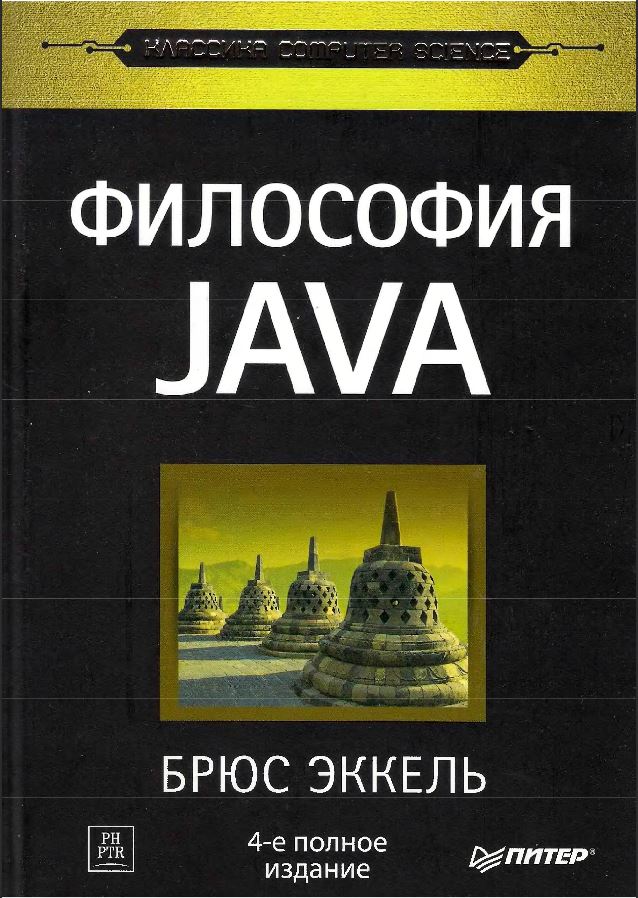 КЛАССИКА COMPUTER SCIENCE
ФИЛОСОФИЯ
JAVA
БРЮС ЭККЕЛЬ
4-е полное
издание
PH
PTR
ПИТЕР®